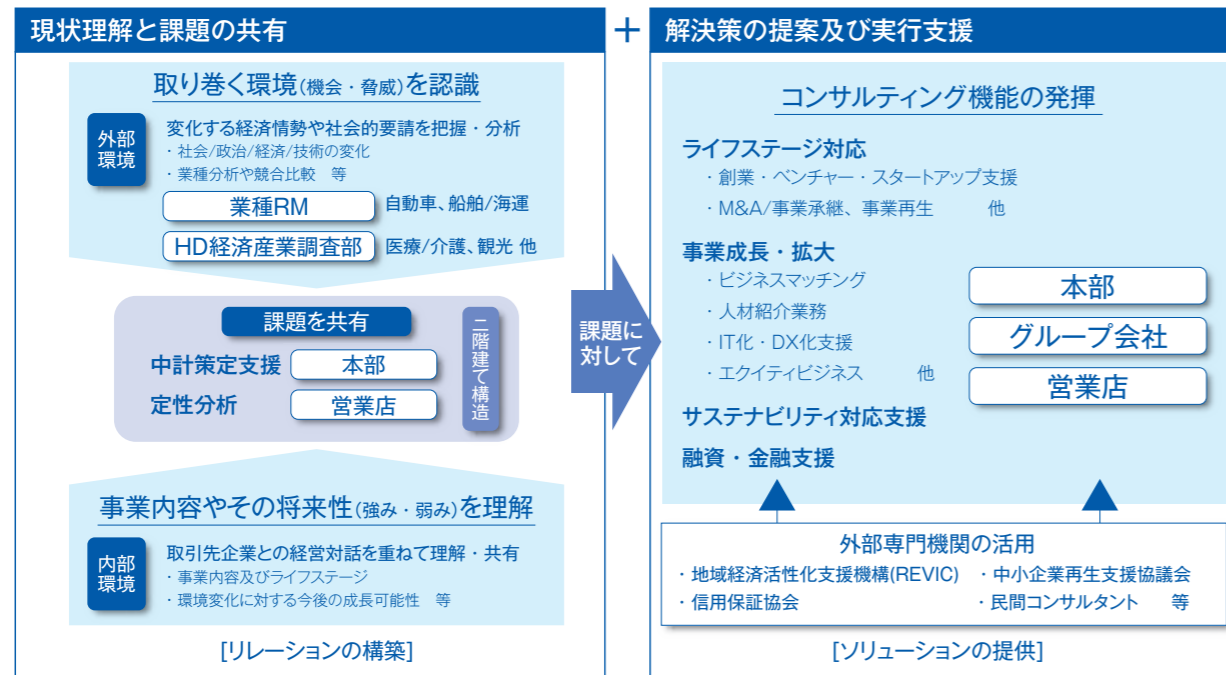 現状理解と課題の共有
取り巻く環境(機会・脅威)を認識
外部
環境
変化する経済情勢や社会的要請を把握・分析
・社会/政治/経済/技術の変化
・業種分析や競合比較　等
業種RM 自動車、船舶/海運
HD経済産業調査部 医療/介護、観光 他
課題を共有
中計策定支援 本部
定性分析 営業店
二階建て構造
事業内容やその将来性(強み・弱み)を理解
内部
環境
取引先企業との経営対話を重ねて理解・共有
・事業内容及びライフステージ
・環境変化に対する今後の成長可能性　等
[リレーションの構築]
＋
課題に
対して
解決策の提案及び実行支援
コンサルティング機能の発揮
ライフステージ対応
・創業・ベンチャー・スタートアップ支援
・M&A/事業承継、事業再生　　他
事業成長・拡大
・ビジネスマッチング
・人材紹介業務
・IT化・DX化支援
・エクイティビジネス　　他
本部
グループ会社
営業店
サステナビリティ対応支援
融資・金融支援
外部専門機関の活用
・地域経済活性化支援機構(REVIC)　・中小企業再生支援協議会
・信用保証協会　・民間コンサルタント　等
[ソリューションの提供]